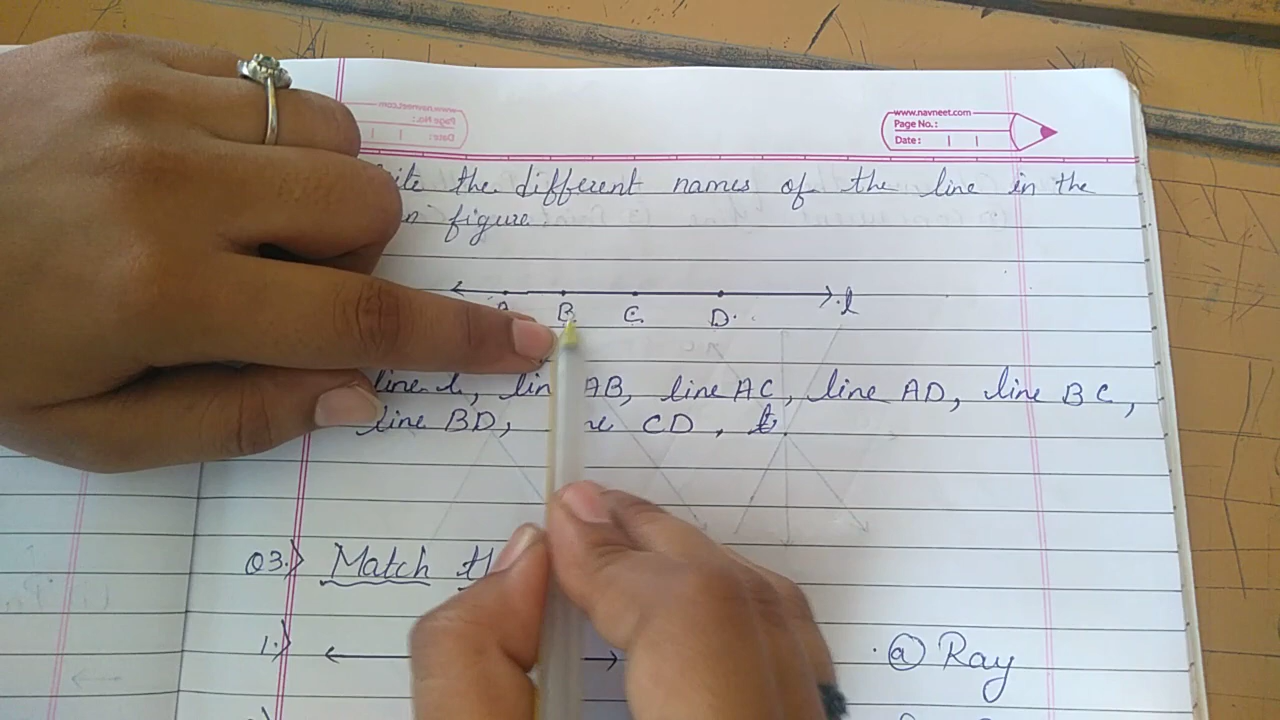 www.navneet.com
Page No.:
Date:
the different names of the line in the
figure
A B C D l
line l, AB, line AC, line AD, line BC,
line BD, CD,
Q3.) Match
1.) (a) Ray